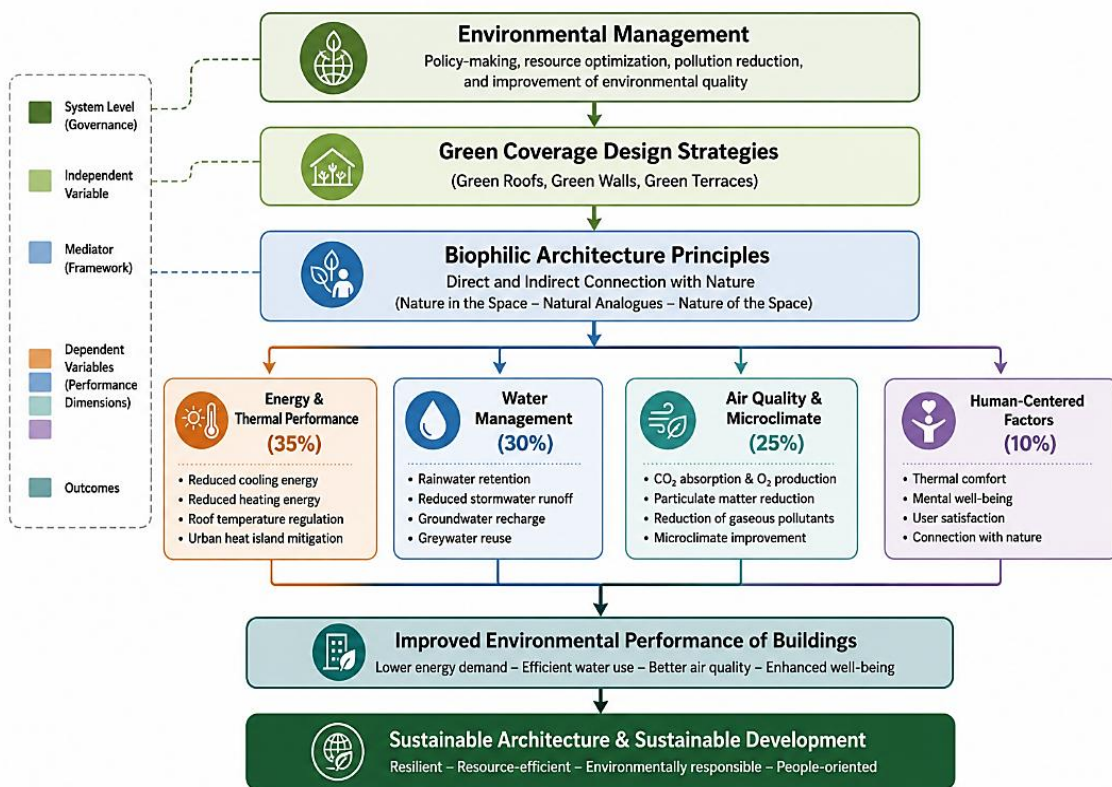 Environmental Management
Policy-making, resource optimization, pollution reduction,
and improvement of environmental quality
System Level
(Governance)
Green Coverage Design Strategies
(Green Roofs, Green Walls, Green Terraces)
Independent
Variable
Biophilic Architecture Principles
Direct and Indirect Connection with Nature
(Nature in the Space – Natural Analogues – Nature of the Space)
Mediator
(Framework)
Dependent
Variables
(Performance
Dimensions)
Outcomes
Energy &
Thermal Performance
(35%)
• Reduced cooling energy
• Reduced heating energy
• Roof temperature regulation
• Urban heat island mitigation
Water
Management
(30%)
• Rainwater retention
• Reduced stormwater runoff
• Groundwater recharge
• Greywater reuse
Air Quality &
Microclimate
(25%)
• CO₂ absorption & O₂ production
• Particulate matter reduction
• Reduction of gaseous pollutants
• Microclimate improvement
Human-Centered
Factors
(10%)
• Thermal comfort
• Mental well-being
• User satisfaction
• Connection with nature
Improved Environmental Performance of Buildings
Lower energy demand – Efficient water use – Better air quality – Enhanced well-being
Sustainable Architecture & Sustainable Development
Resilient – Resource-efficient – Environmentally responsible – People-oriented